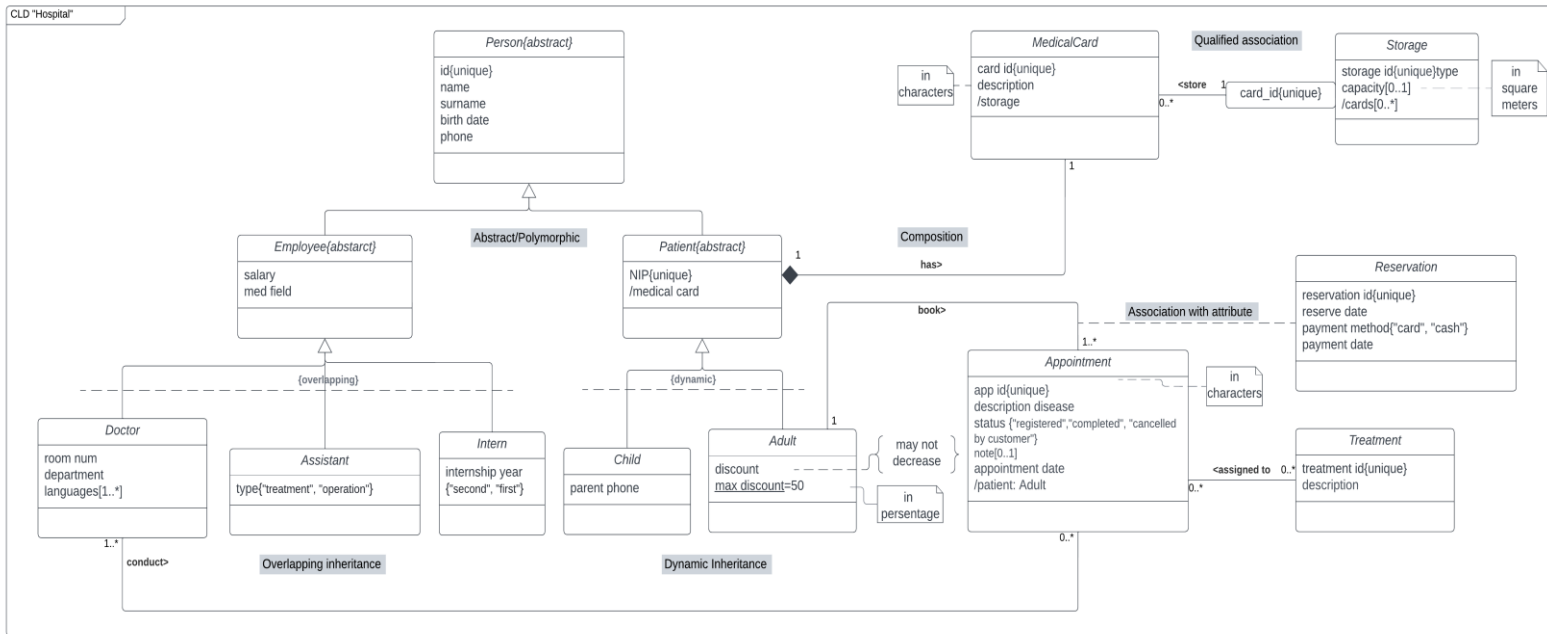 CLD "Hospital"
Person{abstract}
id{unique}
name
surname
birth date
phone
MedicalCard
card id{unique}
description
/storage
in
characters
Qualified association
<store
1
0..*
card_id{unique}
Storage
storage id{unique}type
capacity[0..1]
/cards[0..*]
in
square
meters
1
Employee{abstarct}
salary
med field
Abstract/Polymorphic
Patient{abstract}
NIP{unique}
/medical card
Composition
1
has>
Reservation
reservation id{unique}
reserve date
payment method{"card", "cash"}
payment date
book>
Association with attribute
1..*
{overlapping}
{dynamic}
Appointment
app id{unique}
description disease
status {"registered","completed", "cancelled
by customer"}
note[0..1]
appointment date
/patient: Adult
in
characters
Doctor
room num
department
languages[1..*]
Assistant
type{"treatment", "operation"}
Intern
internship year
{"second", "first"}
Child
parent phone
1
Adult
discount
max discount=50
may not
decrease
in
persentage
<assigned to
0..*
0..*
Treatment
treatment id{unique}
description
1..*
conduct>
0..*
Overlapping inheritance
Dynamic Inheritance